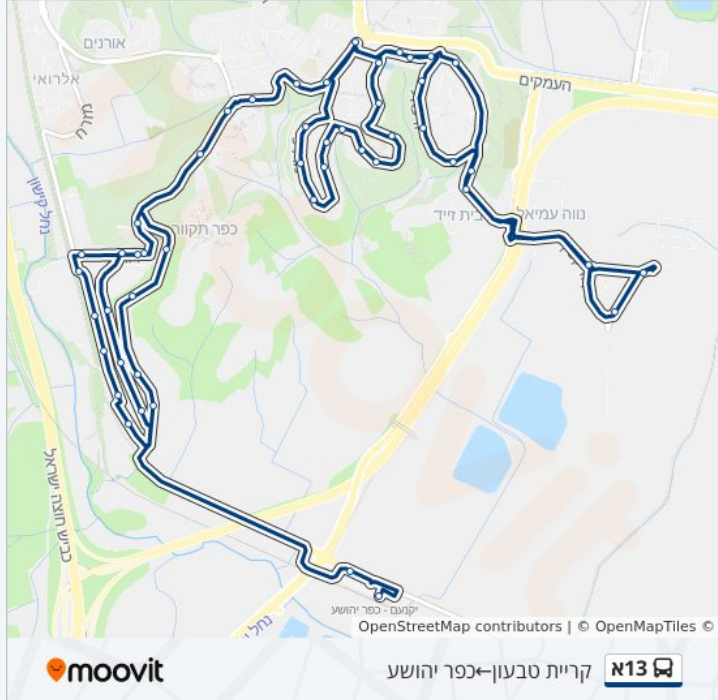 אורנים
אלרואי
מזרח
העמקים
נחל קישון
כפר תקווה
בית זייד
נווה עמיאל
כביש חוצה ישראל
יקנעם - כפר יהושע
OpenStreetMap contributors | © OpenMapTiles ©
moovit
קריית טבעון←כפר יהושע
13א